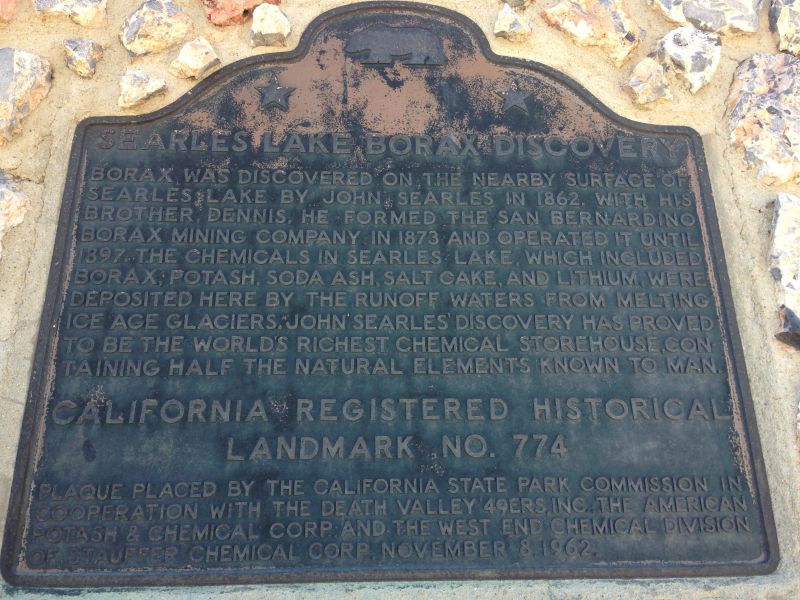 SEARLES LAKE BORAX DISCOVERY
BORAX WAS DISCOVERED ON THE NEARBY SURFACE OF
SEARLES LAKE BY JOHN SEARLES IN 1862. WITH HIS
BROTHER, DENNIS, HE FORMED THE SAN BERNARDINO
BORAX MINING COMPANY IN 1873 AND OPERATED IT UNTIL
1897. THE CHEMICALS IN SEARLES LAKE, WHICH INCLUDED
BORAX, POTASH, SODA ASH, SALT CAKE, AND LITHIUM, WERE
DEPOSITED HERE BY THE RUNOFF WATERS FROM MELTING
ICE AGE GLACIERS. JOHN SEARLES' DISCOVERY HAS PROVED
TO BE THE WORLD'S RICHEST CHEMICAL STOREHOUSE, CON-
TAINING HALF THE NATURAL ELEMENTS KNOWN TO MAN.
CALIFORNIA REGISTERED HISTORICAL
LANDMARK NO. 774
PLAQUE PLACED BY THE CALIFORNIA STATE PARK COMMISSION IN
COOPERATION WITH THE DEATH VALLEY '49ERS, INC. THE AMERICAN
POTASH & CHEMICAL CORP. AND THE WEST END CHEMICAL DIVISION
OF STAUFFER CHEMICAL CORP. NOVEMBER 8, 1962.